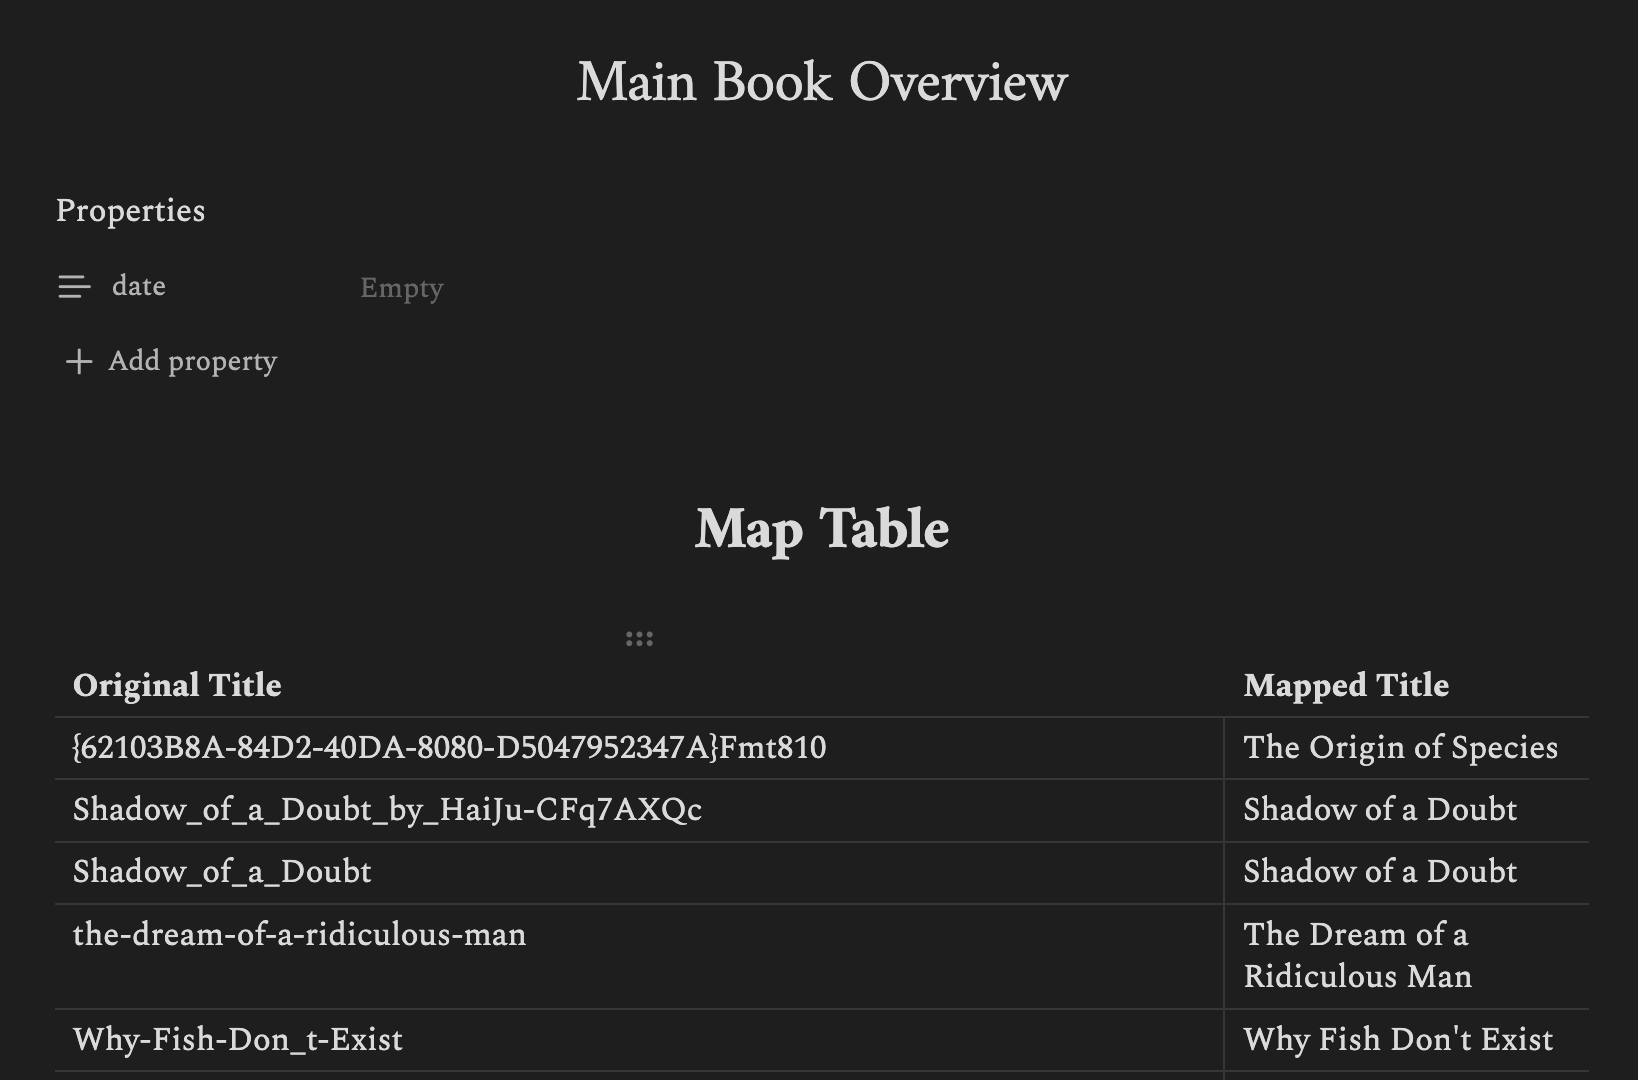 Main Book Overview
Properties
date Empty
Add property
Map Table
Original Title Mapped Title
{62103B8A-84D2-40DA-8080-D5047952347A}Fmt810 The Origin of Species
Shadow_of_a_Doubt_by_HaiJu-CFq7AXQc Shadow of a Doubt
Shadow_of_a_Doubt Shadow of a Doubt
the-dream-of-a-ridiculous-man The Dream of a
Ridiculous Man
Why-Fish-Don_t-Exist Why Fish Don't Exist